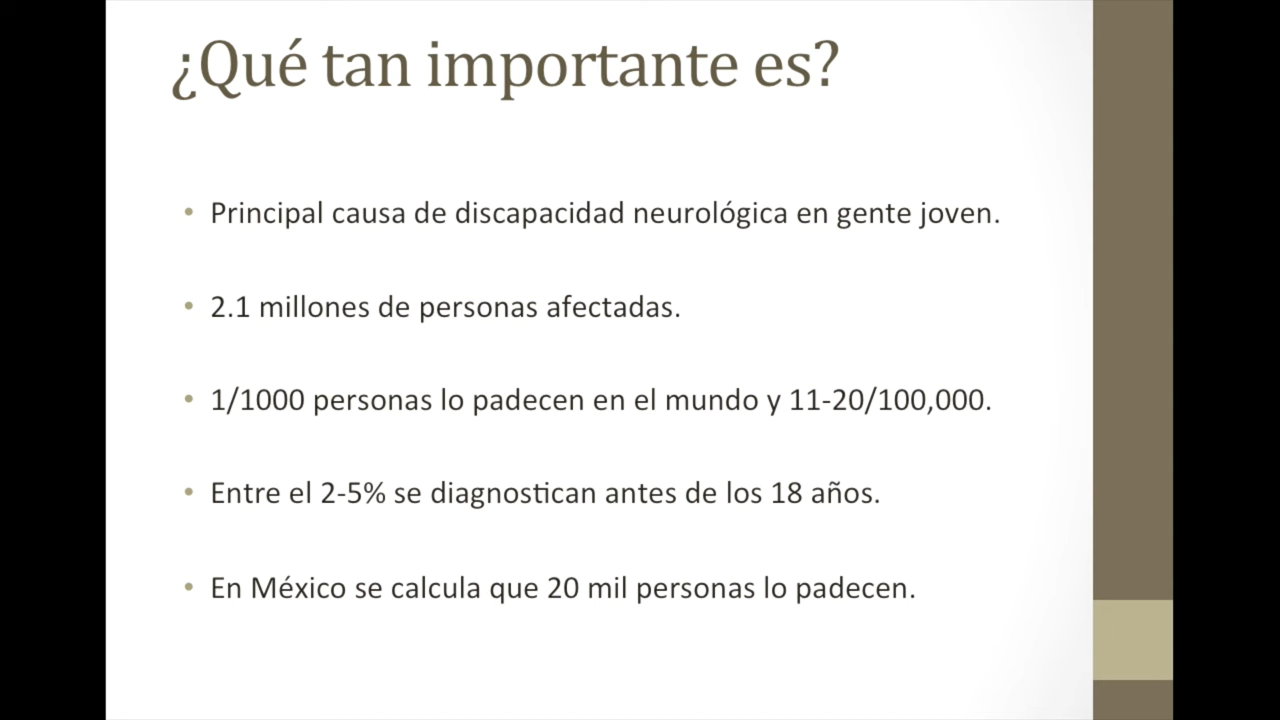 ¿Qué tan importante es?
• Principal causa de discapacidad neurológica en gente joven.
• 2.1 millones de personas afectadas.
• 1/1000 personas lo padecen en el mundo y 11-20/100,000.
• Entre el 2-5% se diagnostican antes de los 18 años.
• En México se calcula que 20 mil personas lo padecen.